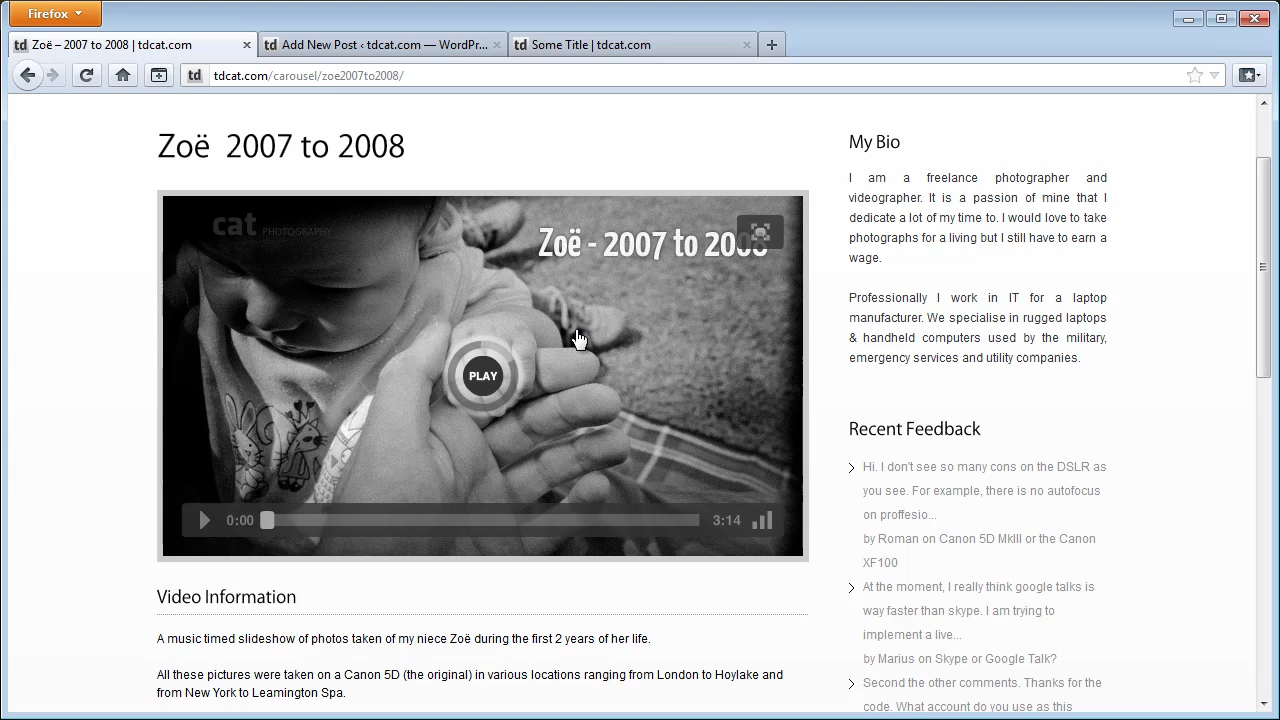 Firefox
td Zoë – 2007 to 2008 | tdcat.com
td Add New Post ‹ tdcat.com — WordPr...
td Some Title | tdcat.com
td tdcat.com/carousel/zoe2007to2008/
Zoë 2007 to 2008
cat PHOTOGRAPHY
Zoë - 2007 to 2008
PLAY
0:00
3:14
Video Information
A music timed slideshow of photos taken of my niece Zoë during the first 2 years of her life.
All these pictures were taken on a Canon 5D (the original) in various locations ranging from London to Hoylake and
from New York to Leamington Spa.
My Bio
I am a freelance photographer and
videographer. It is a passion of mine that I
dedicate a lot of my time to. I would love to take
photographs for a living but I still have to earn a
wage.
Professionally I work in IT for a laptop
manufacturer. We specialise in rugged laptops
& handheld computers used by the military,
emergency services and utility companies.
Recent Feedback
Hi. I don't see so many cons on the DSLR as
you see. For example, there is no autofocus
on proffesio...
by Roman on Canon 5D MkIII or the Canon
XF100
At the moment, I really think google talks is
way faster than skype. I am trying to
implement a live...
by Marius on Skype or Google Talk?
Second the other comments. Thanks for the
code. What account do you use as this